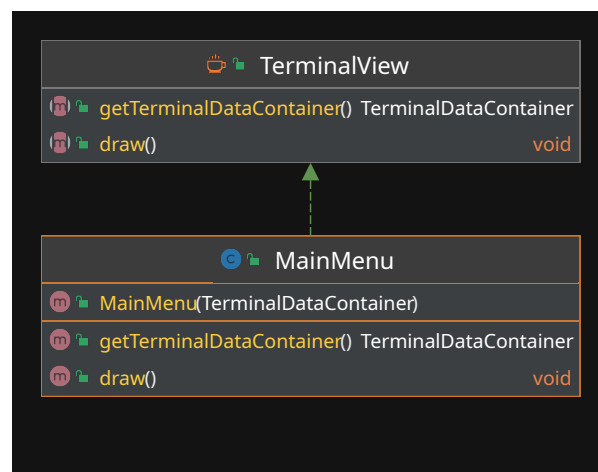 TerminalView
getTerminalDataContainer() TerminalDataContainer
draw() void
MainMenu
MainMenu(TerminalDataContainer)
getTerminalDataContainer() TerminalDataContainer
draw() void